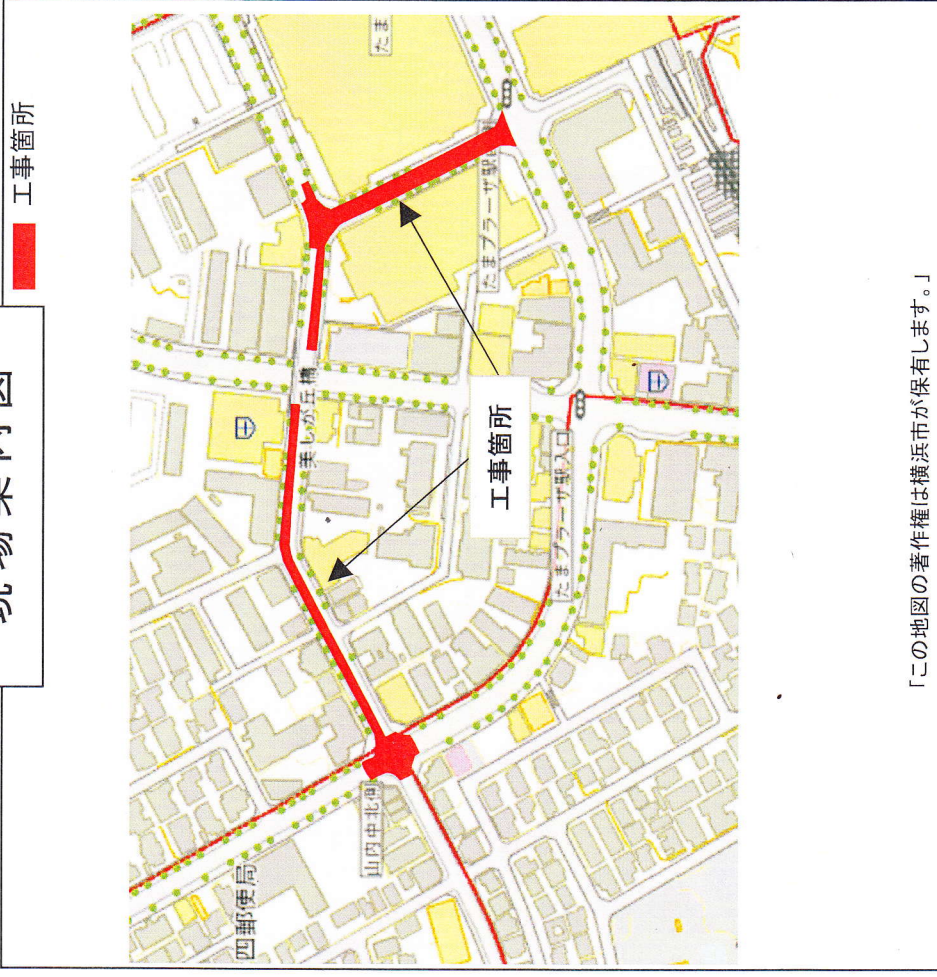 現場案内図
工事箇所
たま
たまプラーザ駅
美しが丘橋
工事箇所
たまプラーザ駅入口
山内中北側
四郵便局
「この地図の著作権は横浜市が保有します。」